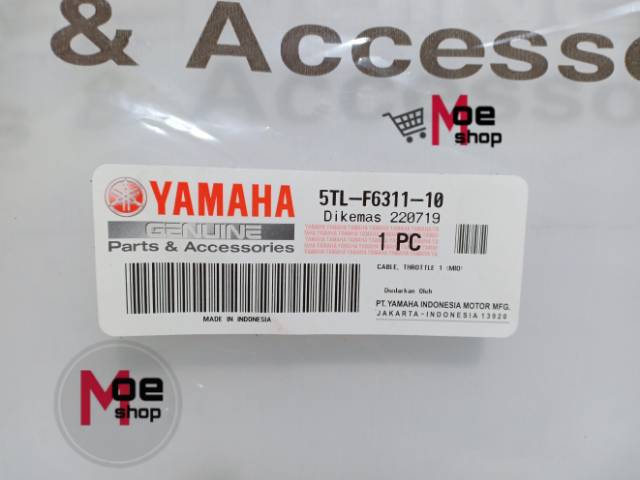 & Accesso
& Accesso
Moe
shop
YAMAHA
5TL-F6311-10
Dikemas 220719
GENUINE
Parts & Accessories
1 PC
CABLE, THROTTLE 1 (MIO)
Diedarkan Oleh
PT. YAMAHA INDONESIA MOTOR MFG.
JAKARTA-INDONESIA 13920
MADE IN INDONESIA
Moe
shop